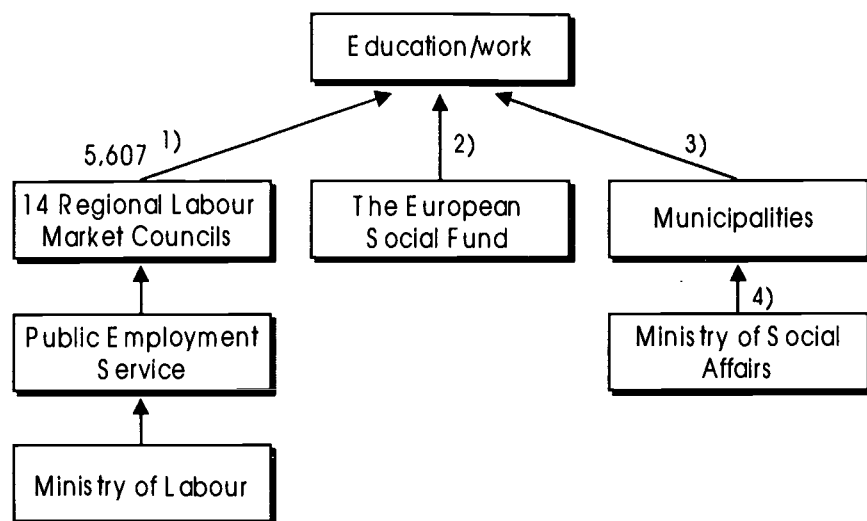 Education/work
1)
2)
3)
5,607
14 Regional Labour
Market Councils
The European
Social Fund
Municipalities
4)
Public Employment
Service
Ministry of Social
Affairs
Ministry of Labour